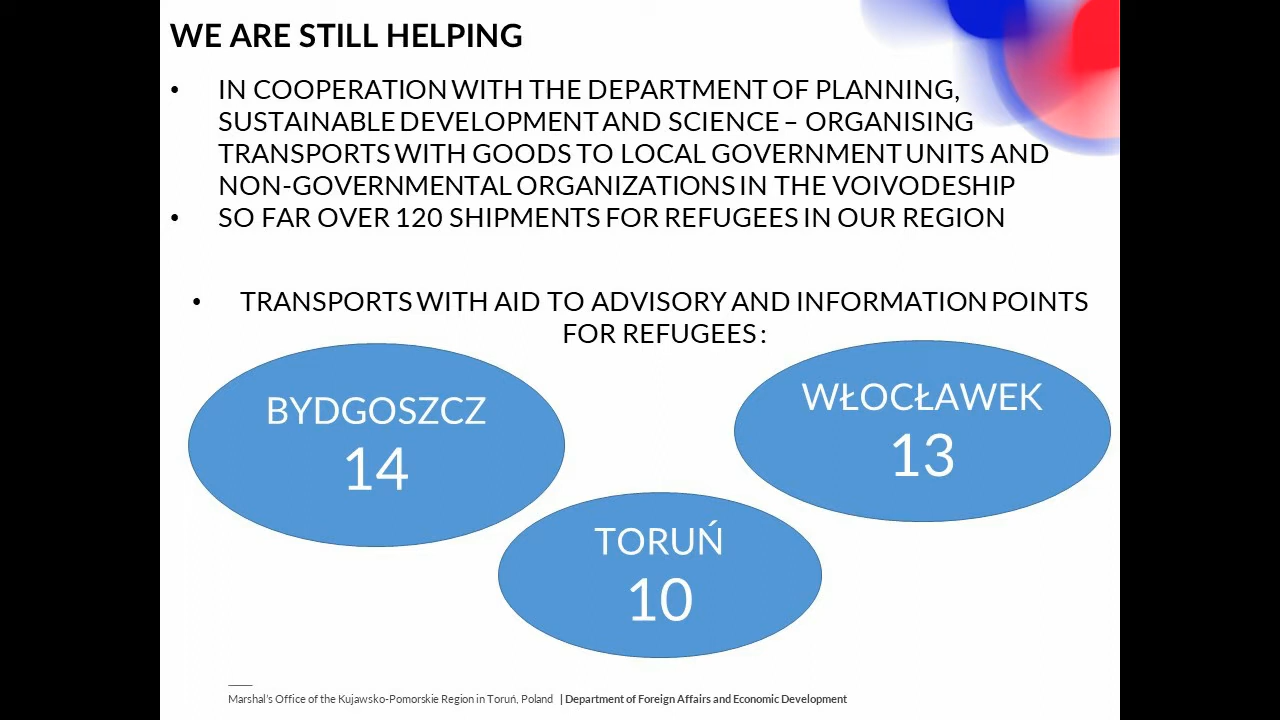 WE ARE STILL HELPING
• IN COOPERATION WITH THE DEPARTMENT OF PLANNING,
SUSTAINABLE DEVELOPMENT AND SCIENCE – ORGANISING
TRANSPORTS WITH GOODS TO LOCAL GOVERNMENT UNITS AND
NON-GOVERNMENTAL ORGANIZATIONS IN THE VOIVODESHIP
• SO FAR OVER 120 SHIPMENTS FOR REFUGEES IN OUR REGION
• TRANSPORTS WITH AID TO ADVISORY AND INFORMATION POINTS
FOR REFUGEES :
BYDGOSZCZ
14
WŁOCŁAWEK
13
TORUŃ
10
Marshal's Office of the Kujawsko-Pomorskie Region in Toruń, Poland | Department of Foreign Affairs and Economic Development